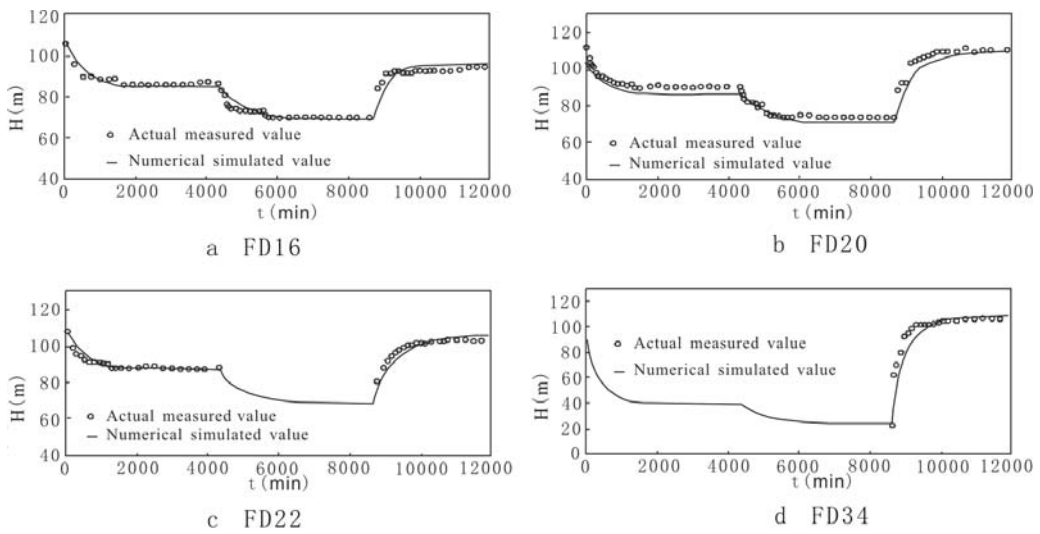 120
100
80
60
40
H(m)
o Actual measured value
— Numerical simulated value
0 2000 4000 6000 8000 10000 12000
t(min)
a FD16
120
100
80
60
40
H(m)
o Actual measured value
— Numerical simulated value
0 2000 4000 6000 8000 10000 12000
t(min)
b FD20
120
100
80
60
40
H(m)
o Actual measured value
— Numerical simulated value
0 2000 4000 6000 8000 10000 12000
t(min)
c FD22
120
100
80
60
40
20
0
H(m)
o Actual measured value
— Numerical simulated value
0 2000 4000 6000 8000 10000 12000
t(min)
d FD34